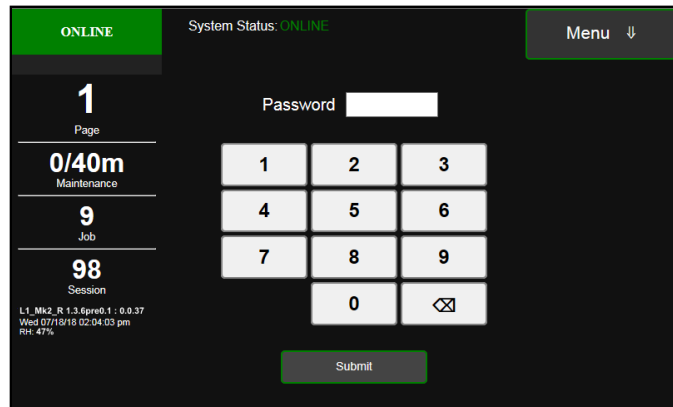 ONLINE
System Status: ONLINE
Menu ⇓
1
Page
0/40m
Maintenance
9
Job
98
Session
L1_Mk2_R 1.3.6pre0.1 : 0.0.37
Wed 07/18/18 02:04:03 pm
RH: 47%
Password
1 2 3
4 5 6
7 8 9
0 ⌫
Submit